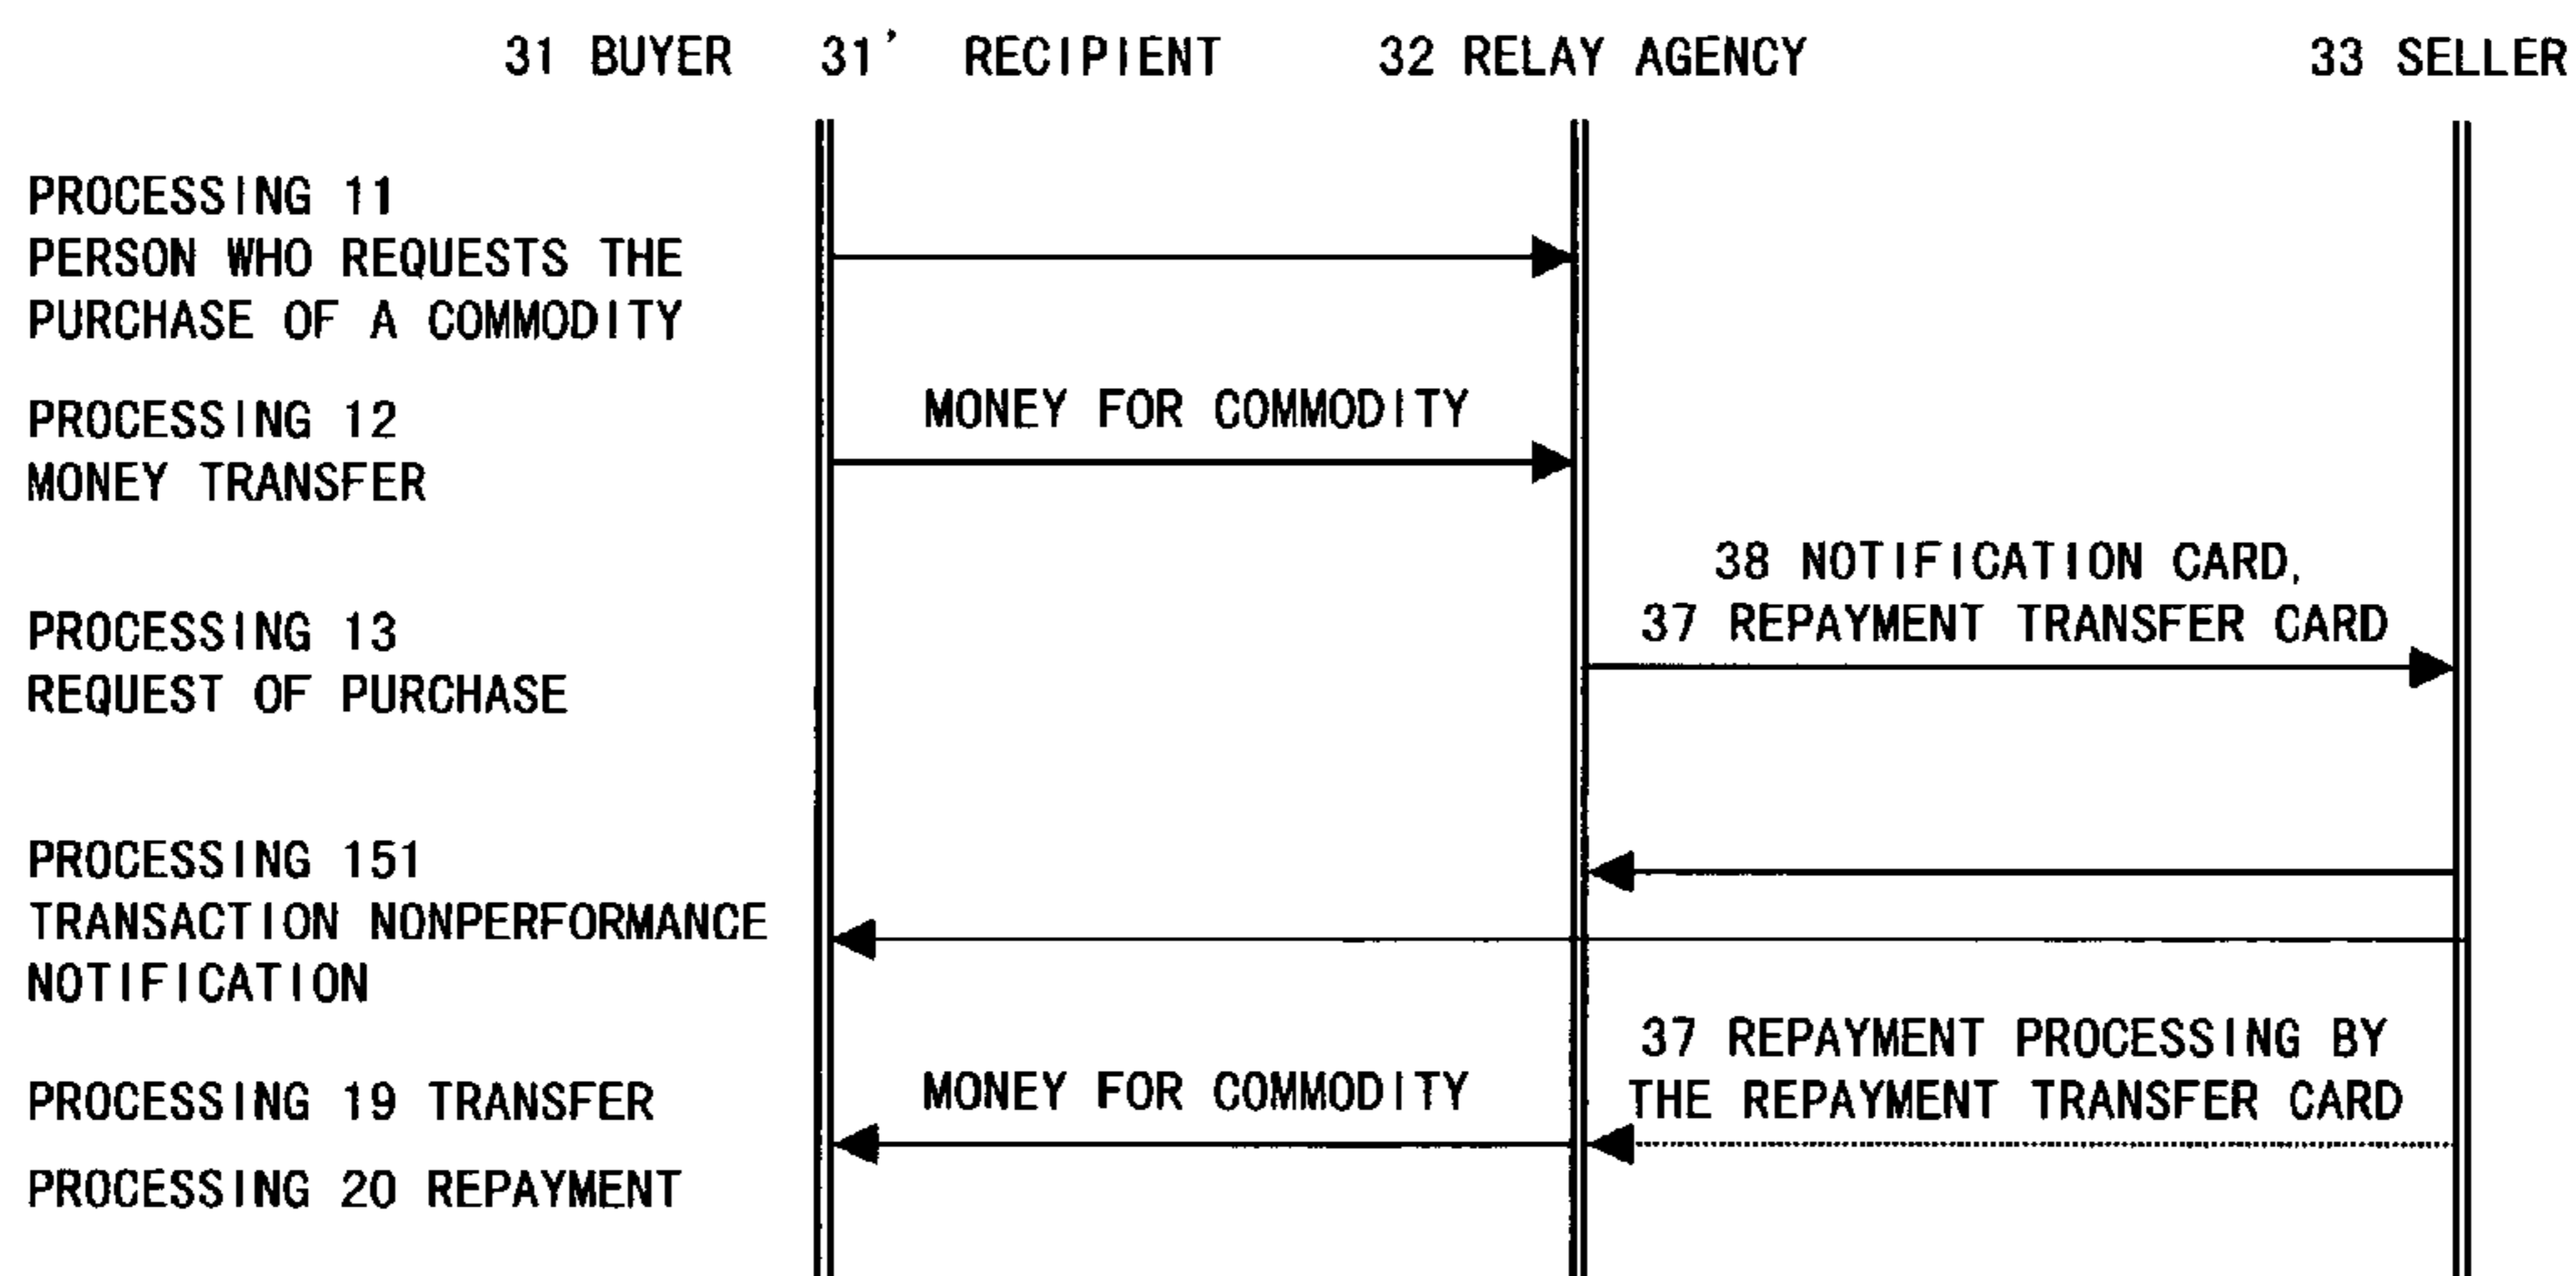 31 BUYER 31' RECIPIENT 32 RELAY AGENCY 33 SELLER
PROCESSING 11
PERSON WHO REQUESTS THE
PURCHASE OF A COMMODITY
MONEY FOR COMMODITY
PROCESSING 12
MONEY TRANSFER
38 NOTIFICATION CARD,
37 REPAYMENT TRANSFER CARD
PROCESSING 13
REQUEST OF PURCHASE
PROCESSING 151
TRANSACTION NONPERFORMANCE
NOTIFICATION
37 REPAYMENT PROCESSING BY
THE REPAYMENT TRANSFER CARD
MONEY FOR COMMODITY
PROCESSING 19 TRANSFER
PROCESSING 20 REPAYMENT